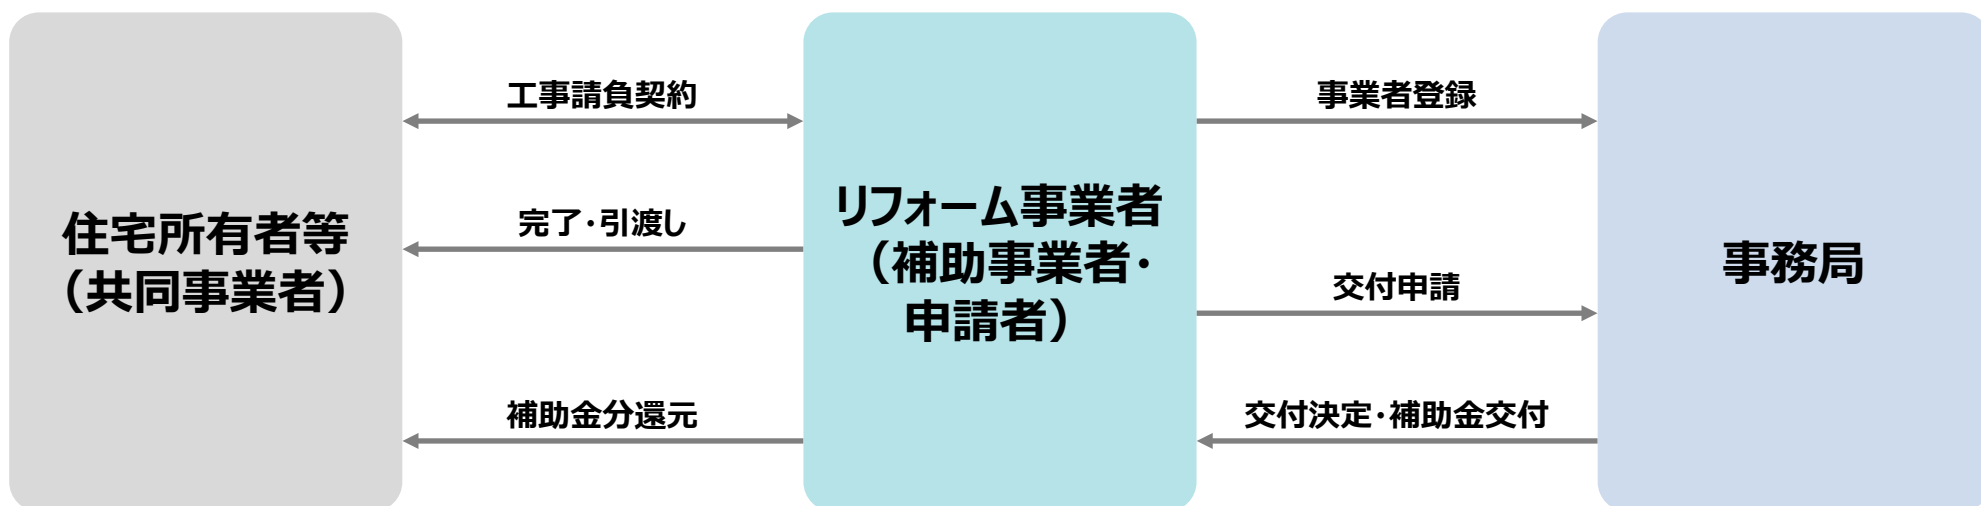 工事請負契約
事業者登録
住宅所有者等
（共同事業者）
完了・引渡し
リフォーム事業者
（補助事業者・
申請者）
事務局
交付申請
補助金分還元
交付決定・補助金交付